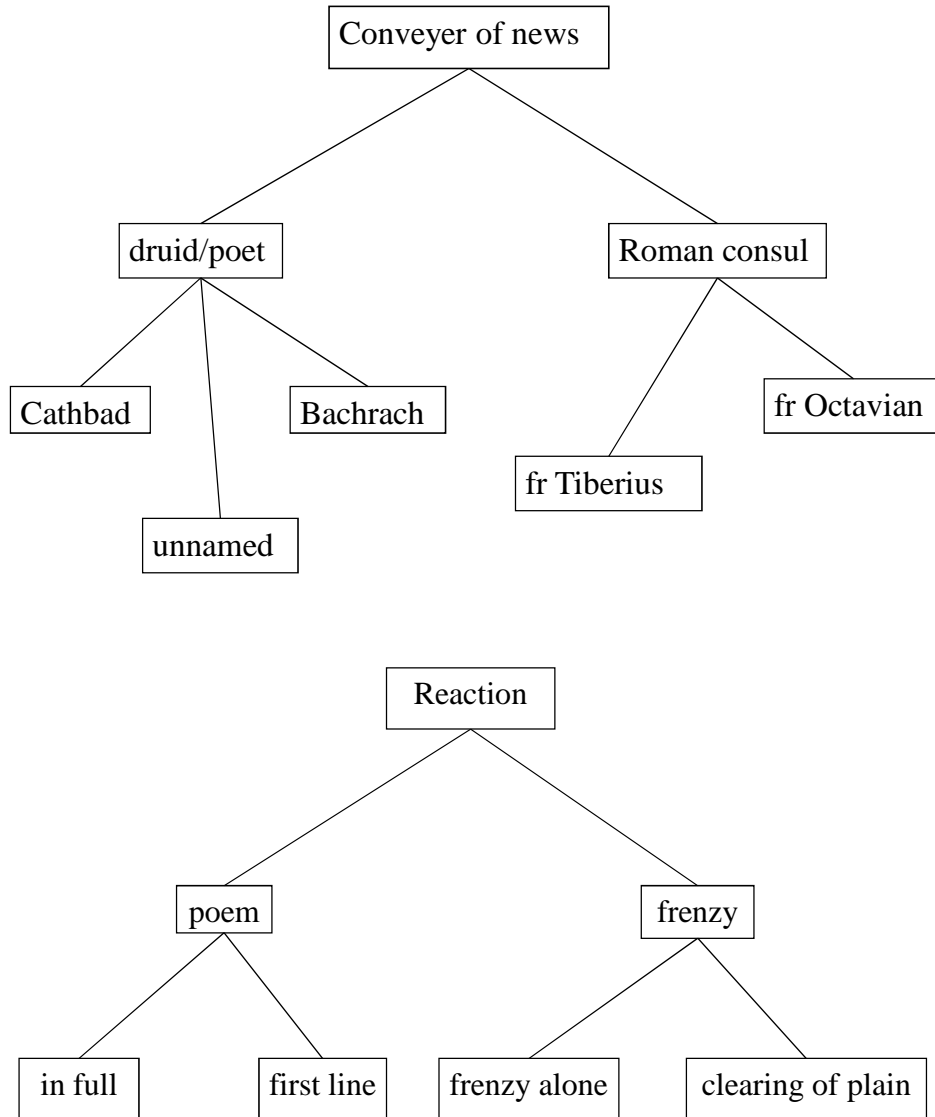 Conveyer of news
druid/poet
Roman consul
Cathbad
Bachrach
fr Octavian
fr Tiberius
unnamed
Reaction
poem
frenzy
in full
first line
frenzy alone
clearing of plain